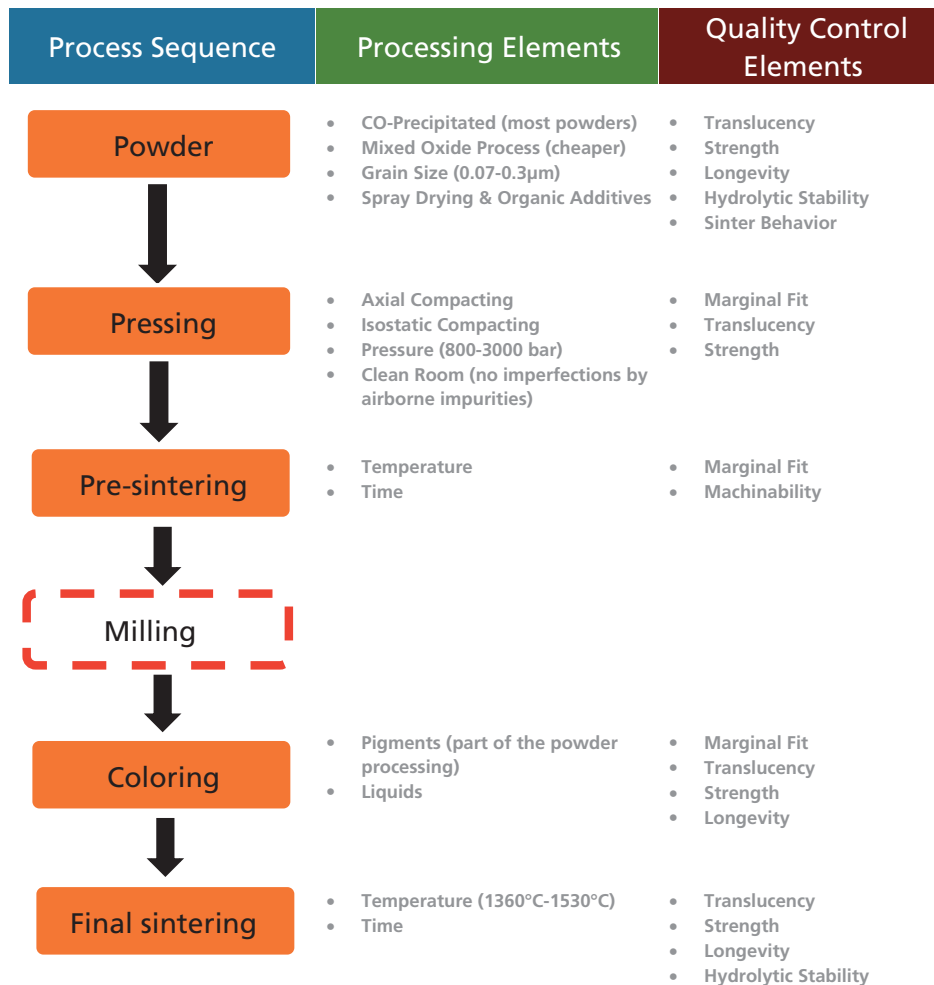 Process Sequence
Processing Elements
Quality Control
Elements
Powder
• CO-Precipitated (most powders)
• Mixed Oxide Process (cheaper)
• Grain Size (0.07-0.3µm)
• Spray Drying & Organic Additives
• Translucency
• Strength
• Longevity
• Hydrolytic Stability
• Sinter Behavior
Pressing
• Axial Compacting
• Isostatic Compacting
• Pressure (800-3000 bar)
• Clean Room (no imperfections by
airborne impurities)
• Marginal Fit
• Translucency
• Strength
Pre-sintering
• Temperature
• Time
• Marginal Fit
• Machinability
Milling
Coloring
• Pigments (part of the powder
processing)
• Liquids
• Marginal Fit
• Translucency
• Strength
• Longevity
Final sintering
• Temperature (1360°C-1530°C)
• Time
• Translucency
• Strength
• Longevity
• Hydrolytic Stability